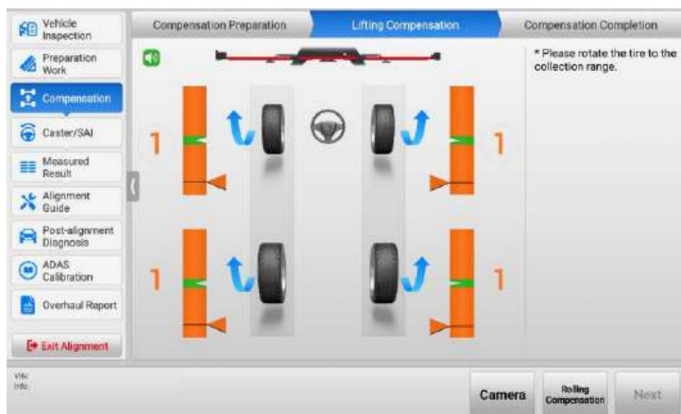 Vehicle
Inspection
Preparation
Work
Compensation
Caster/SAI
Measured
Result
Alignment
Guide
Post-alignment
Diagnosis
ADAS
Calibration
Overhaul Report
Exit Alignment
Compensation Preparation
Lifting Compensation
Compensation Completion
* Please rotate the tire to the
collection range.
1
1
1
1
VIN:
Info:
Camera
Rolling
Compensation
Next